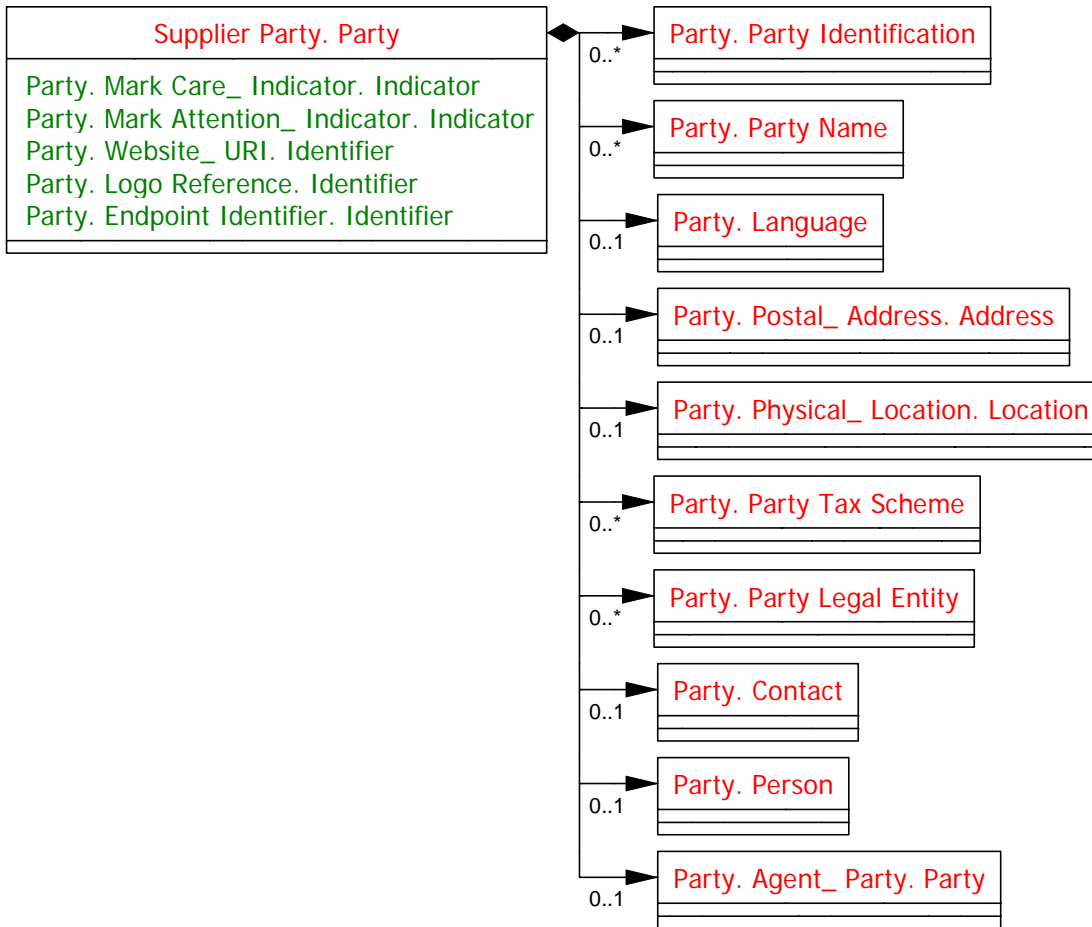 Supplier Party. Party
Party. Mark Care_ Indicator. Indicator
Party. Mark Attention_ Indicator. Indicator
Party. Website_ URI. Identifier
Party. Logo Reference. Identifier
Party. Endpoint Identifier. Identifier
Party. Party Identification
0..*
Party. Party Name
0..*
Party. Language
0..1
Party. Postal_ Address. Address
0..1
Party. Physical_ Location. Location
0..1
Party. Party Tax Scheme
0..*
Party. Party Legal Entity
0..*
Party. Contact
0..1
Party. Person
0..1
Party. Agent_ Party. Party
0..1